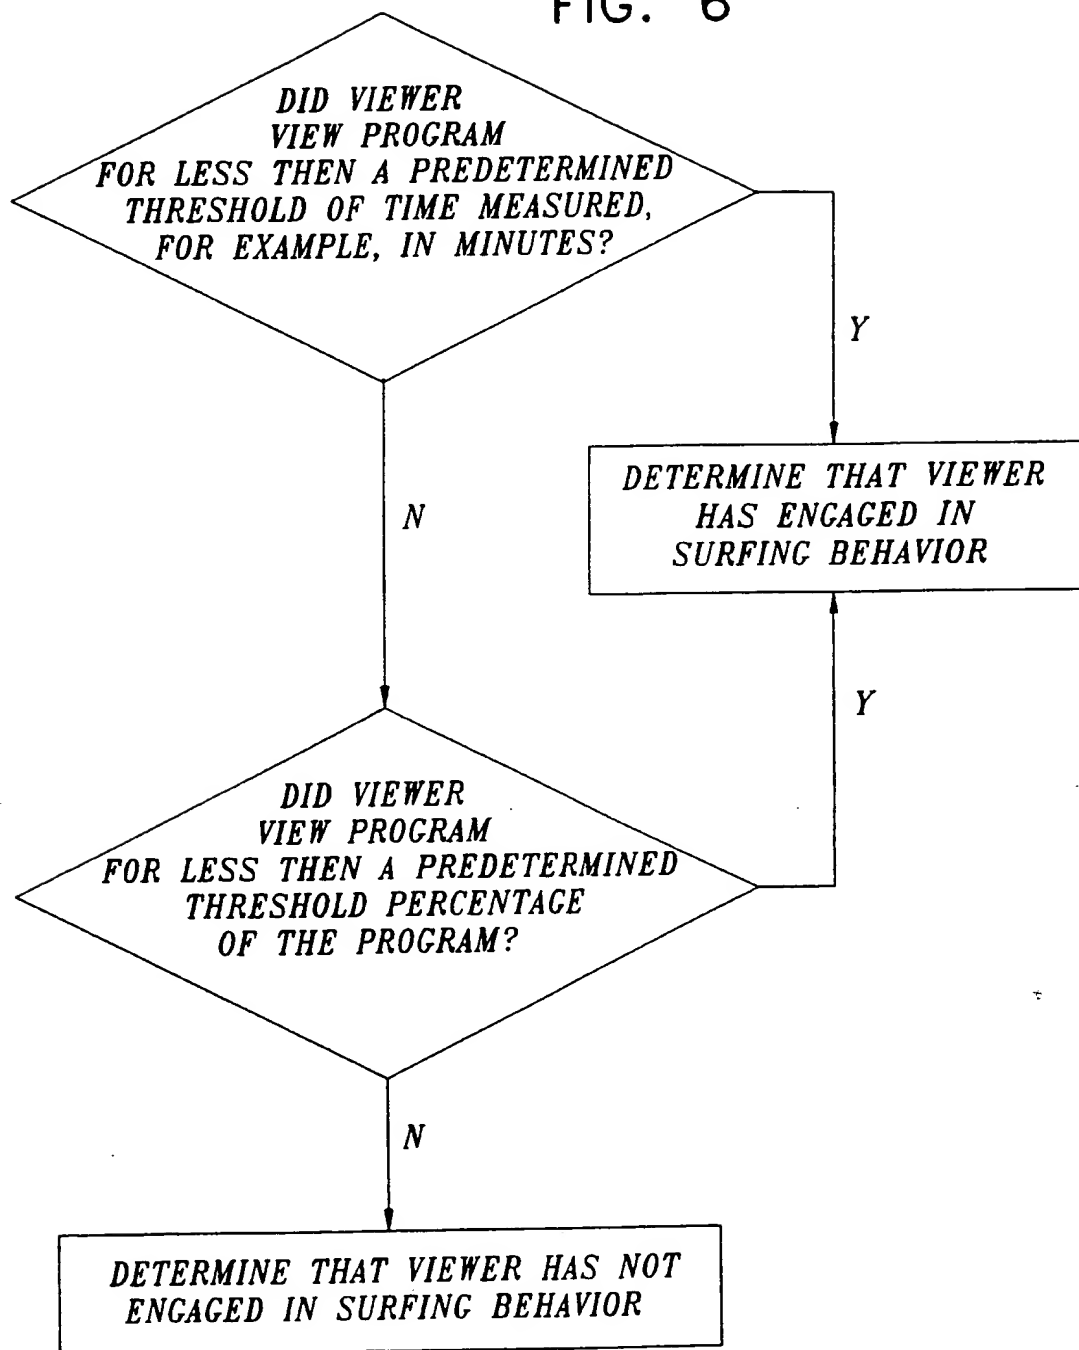 FIG. 6
DID VIEWER
VIEW PROGRAM
FOR LESS THEN A PREDETERMINED
THRESHOLD OF TIME MEASURED,
FOR EXAMPLE, IN MINUTES?
Y
DETERMINE THAT VIEWER
HAS ENGAGED IN
SURFING BEHAVIOR
N
Y
DID VIEWER
VIEW PROGRAM
FOR LESS THEN A PREDETERMINED
THRESHOLD PERCENTAGE
OF THE PROGRAM?
N
DETERMINE THAT VIEWER HAS NOT
ENGAGED IN SURFING BEHAVIOR